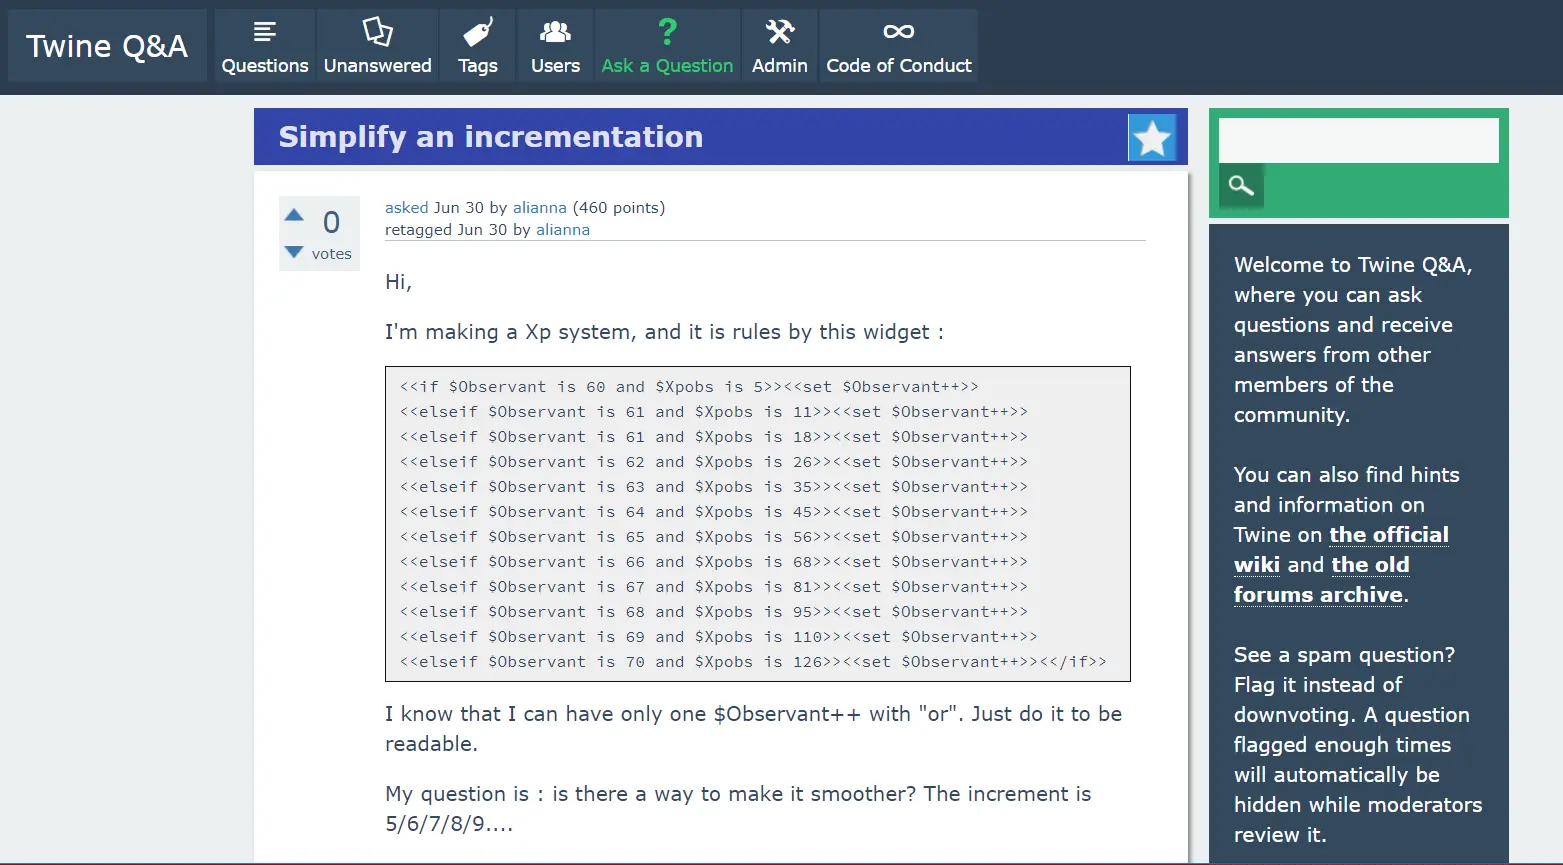 Twine Q&A
Questions
Unanswered
Tags
Users
? Ask a Question
Admin
Code of Conduct
Simplify an incrementation
0
votes
asked Jun 30 by alianna (460 points)
retagged Jun 30 by alianna
Hi,
I'm making a Xp system, and it is rules by this widget :
<<if $Observant is 60 and $Xpobs is 5>><<set $Observant++>>
<<elseif $Observant is 61 and $Xpobs is 11>><<set $Observant++>>
<<elseif $Observant is 61 and $Xpobs is 18>><<set $Observant++>>
<<elseif $Observant is 62 and $Xpobs is 26>><<set $Observant++>>
<<elseif $Observant is 63 and $Xpobs is 35>><<set $Observant++>>
<<elseif $Observant is 64 and $Xpobs is 45>><<set $Observant++>>
<<elseif $Observant is 65 and $Xpobs is 56>><<set $Observant++>>
<<elseif $Observant is 66 and $Xpobs is 68>><<set $Observant++>>
<<elseif $Observant is 67 and $Xpobs is 81>><<set $Observant++>>
<<elseif $Observant is 68 and $Xpobs is 95>><<set $Observant++>>
<<elseif $Observant is 69 and $Xpobs is 110>><<set $Observant++>>
<<elseif $Observant is 70 and $Xpobs is 126>><<set $Observant++>><</if>>
I know that I can have only one $Observant++ with "or". Just do it to be
readable.
My question is : is there a way to make it smoother? The increment is
5/6/7/8/9....
Welcome to Twine Q&A,
where you can ask
questions and receive
answers from other
members of the
community.
You can also find hints
and information on
Twine on the official
wiki and the old
forums archive.
See a spam question?
Flag it instead of
downvoting. A question
flagged enough times
will automatically be
hidden while moderators
review it.